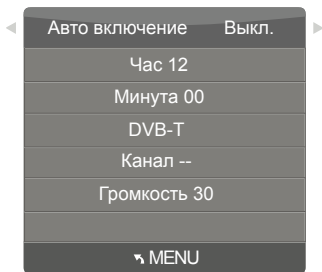 Авто включение Выкл.
Час 12
Минута 00
DVB-T
Канал --
Громкость 30
MENU